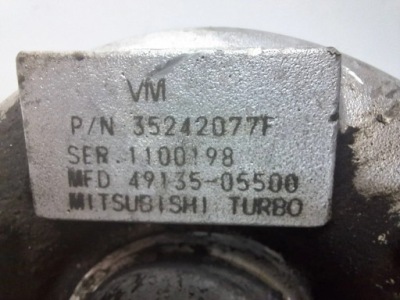 VM
P/N 35242077F
SER.1100198
MFD 49135-05500
MITSUBISHI TURBO